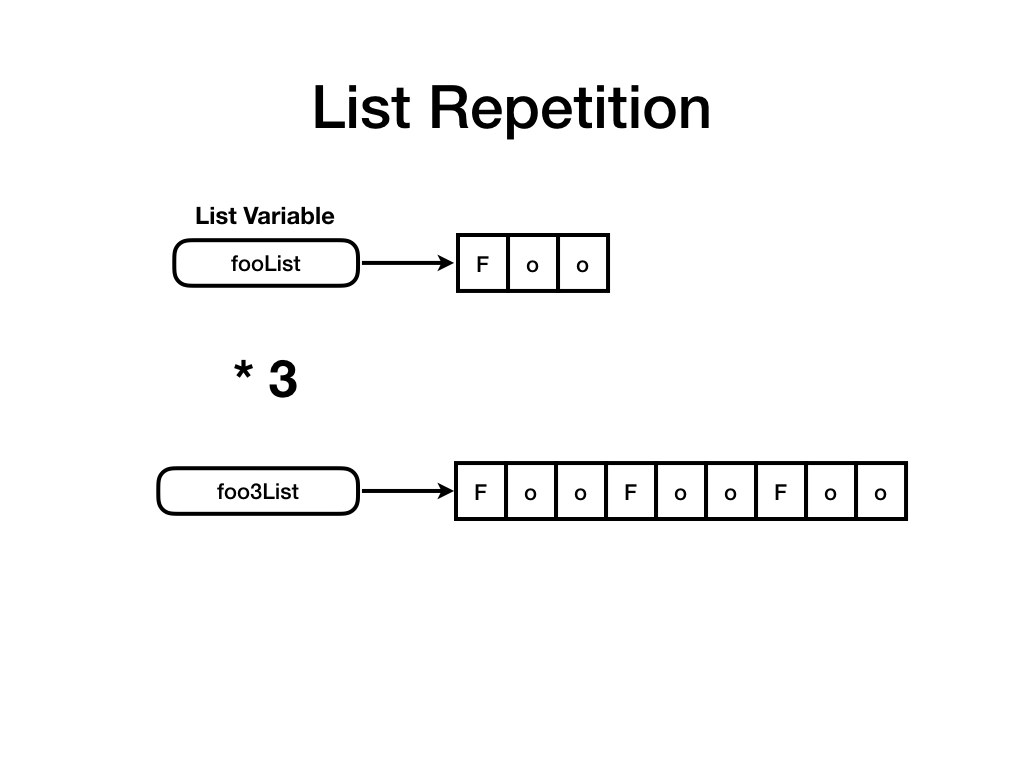 List Repetition
List Variable
fooList
F o o
* 3
foo3List
F o o F o o F o o